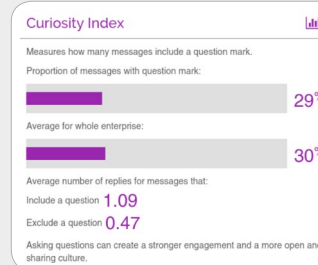 Curiosity Index
Measures how many messages include a question mark.
Proportion of messages with question mark:
29%
Average for whole enterprise:
30%
Average number of replies for messages that:
Include a question 1.09
Exclude a question 0.47
Asking questions can create a stronger engagement and a more open and
sharing culture.